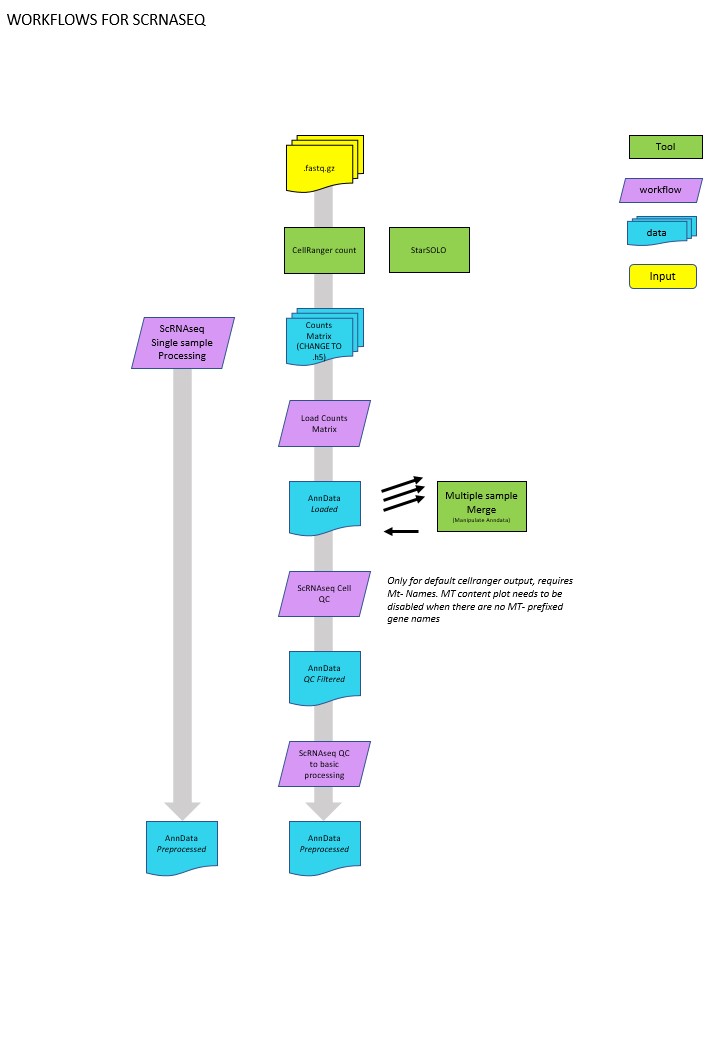 WORKFLOWS FOR SCRNASEQ
.fastq.gz
Tool
workflow
data
Input
CellRanger count
StarSOLO
ScRNAseq
Single sample
Processing
Counts
Matrix
(CHANGE TO
.h5)
Load Counts
Matrix
AnnData
Loaded
Multiple sample
Merge
(Manipulate Anndata)
ScRNAseq Cell
QC
Only for default cellranger output, requires
Mt- Names. MT content plot needs to be
disabled when there are no MT- prefixed
gene names
AnnData
QC Filtered
ScRNAseq QC
to basic
processing
AnnData
Preprocessed
AnnData
Preprocessed